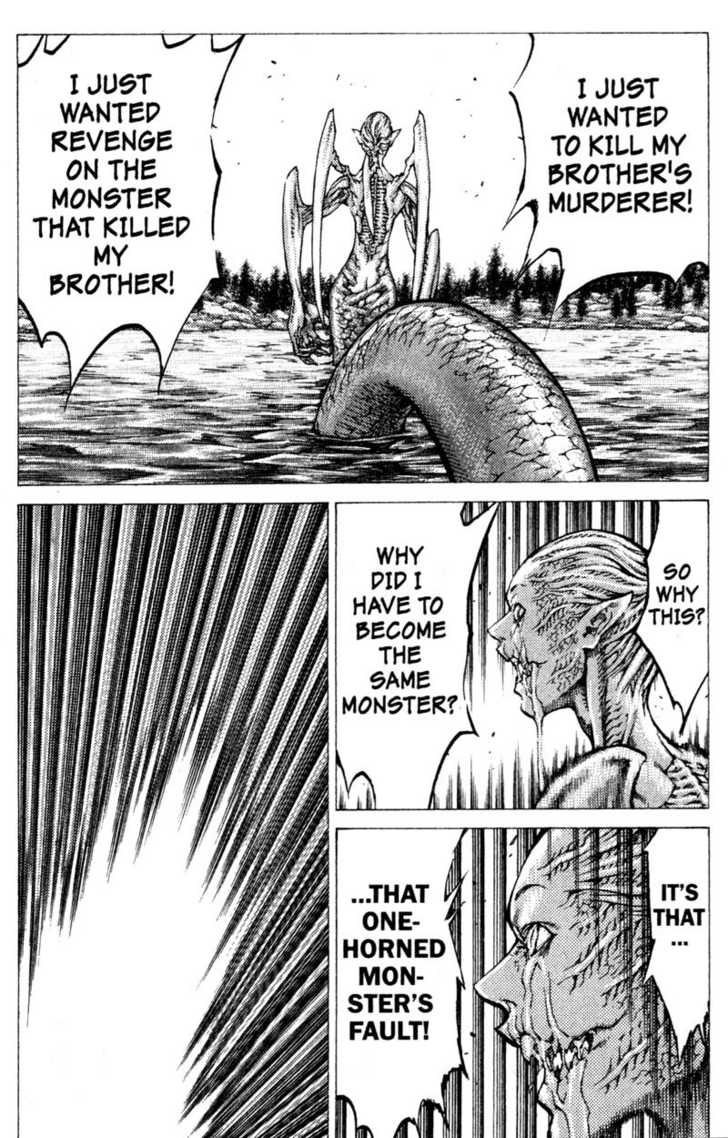 I JUST
WANTED
TO KILL MY
BROTHER'S
MURDERER!
I JUST
WANTED
REVENGE
ON THE
MONSTER
THAT KILLED
MY
BROTHER!
SO
WHY
THIS?
WHY
DID I
HAVE TO
BECOME
THE
SAME
MONSTER?
IT'S
THAT
...
...THAT
ONE-
HORNED
MON-
STER'S
FAULT!